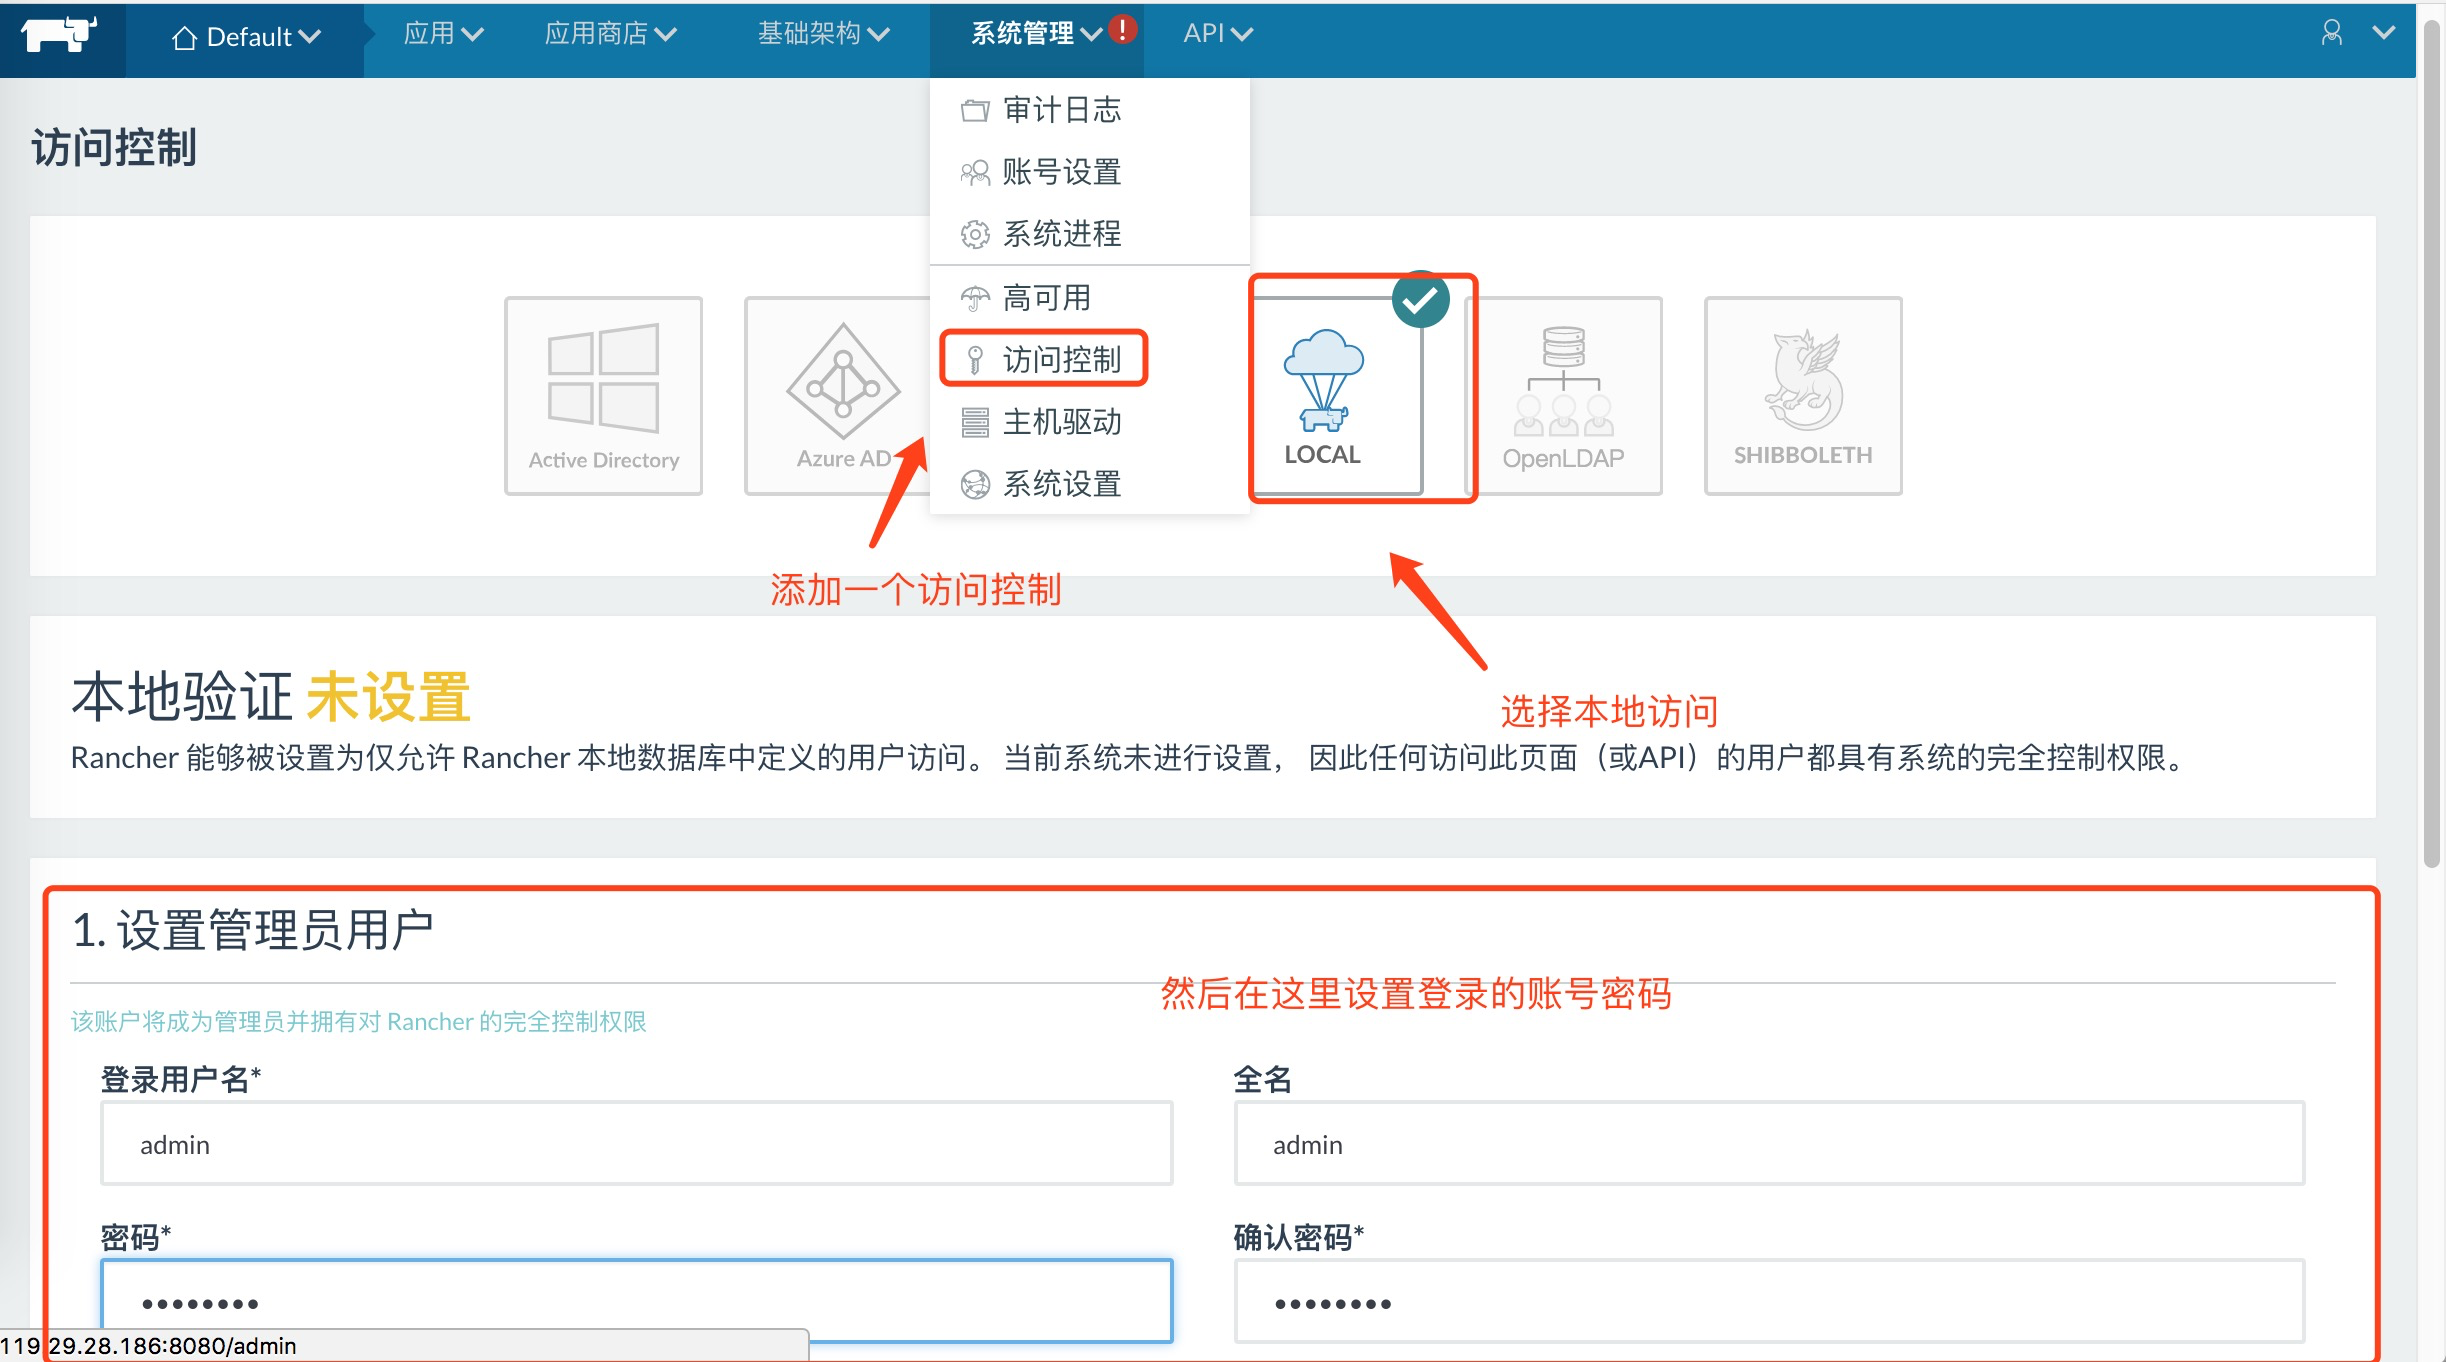 Default
应用
应用商店
基础架构
系统管理
API
访问控制
审计日志
账号设置
系统进程
高可用
访问控制
主机驱动
系统设置
Active Directory
Azure AD
LOCAL
OpenLDAP
SHIBBOLETH
添加一个访问控制
选择本地访问
本地验证 未设置
Rancher 能够被设置为仅允许 Rancher 本地数据库中定义的用户访问。 当前系统未进行设置, 因此任何访问此页面（或API）的用户都具有系统的完全控制权限。
1. 设置管理员用户
然后在这里设置登录的账号密码
该账户将成为管理员并拥有对 Rancher 的完全控制权限
登录用户名*
全名
admin
admin
密码*
确认密码*
••••••••
••••••••
119.29.28.186:8080/admin